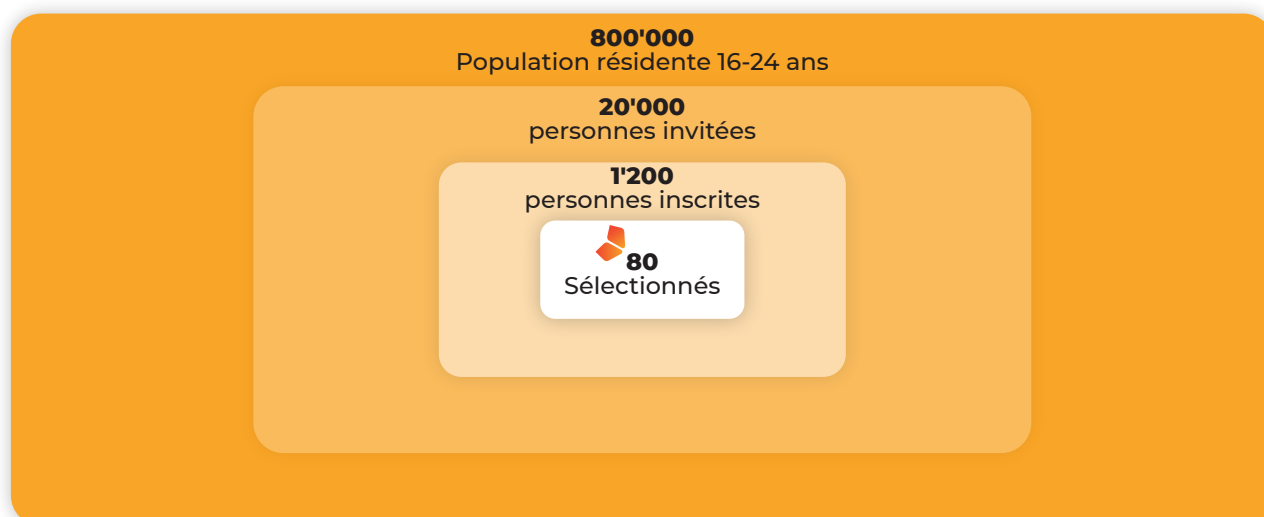 800'000
Population résidente 16-24 ans
20'000
personnes invitées
1'200
personnes inscrites
80
Sélectionnés